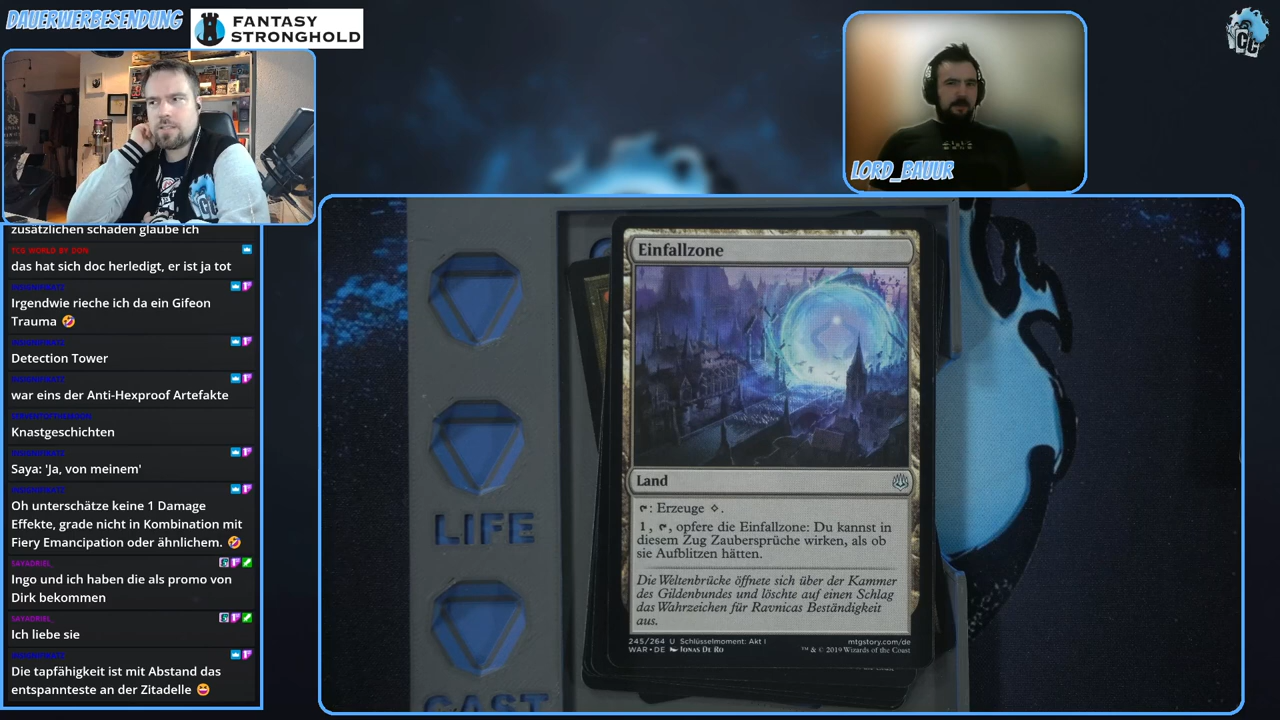 DAUERWERBESENDUNG
FANTASY
STRONGHOLD
LORD_BAUUR
zusätzlichen schaden glaube ich
TCG WORLD BY DON
das hat sich doc herledigt, er ist ja tot
Irgendwie rieche ich da ein Gifeon
Trauma 🤣
Detection Tower
war eins der Anti-Hexproof Artefakte
Knastgeschichten
Saya: 'Ja, von meinem'
Oh unterschätze keine 1 Damage
Effekte, grade nicht in Kombination mit
Fiery Emancipation oder ähnlichem. 🤣
SAYADRIEL_
Ingo und ich haben die als promo von
Dirk bekommen
SAYADRIEL_
Ich liebe sie
Die tapfähigkeit ist mit Abstand das
entspannteste an der Zitadelle 😆
LIFE
CAST
Einfallzone
Land
: Erzeuge
1, , opfere die Einfallzone: Du kannst in
diesem Zug Zaubersprüche wirken, als ob
sie Aufblitzen hätten.
Die Weltenbrücke öffnete sich über der Kammer
des Gildenbundes und löschte auf einen Schlag
das Wahrzeichen für Ravnicas Beständigkeit
aus.
245/264 U Schlüsselmoment: Akt I
WAR • DE JONAS DE RO
mtgstory.com/de
™ & © 2019 Wizards of the Coast